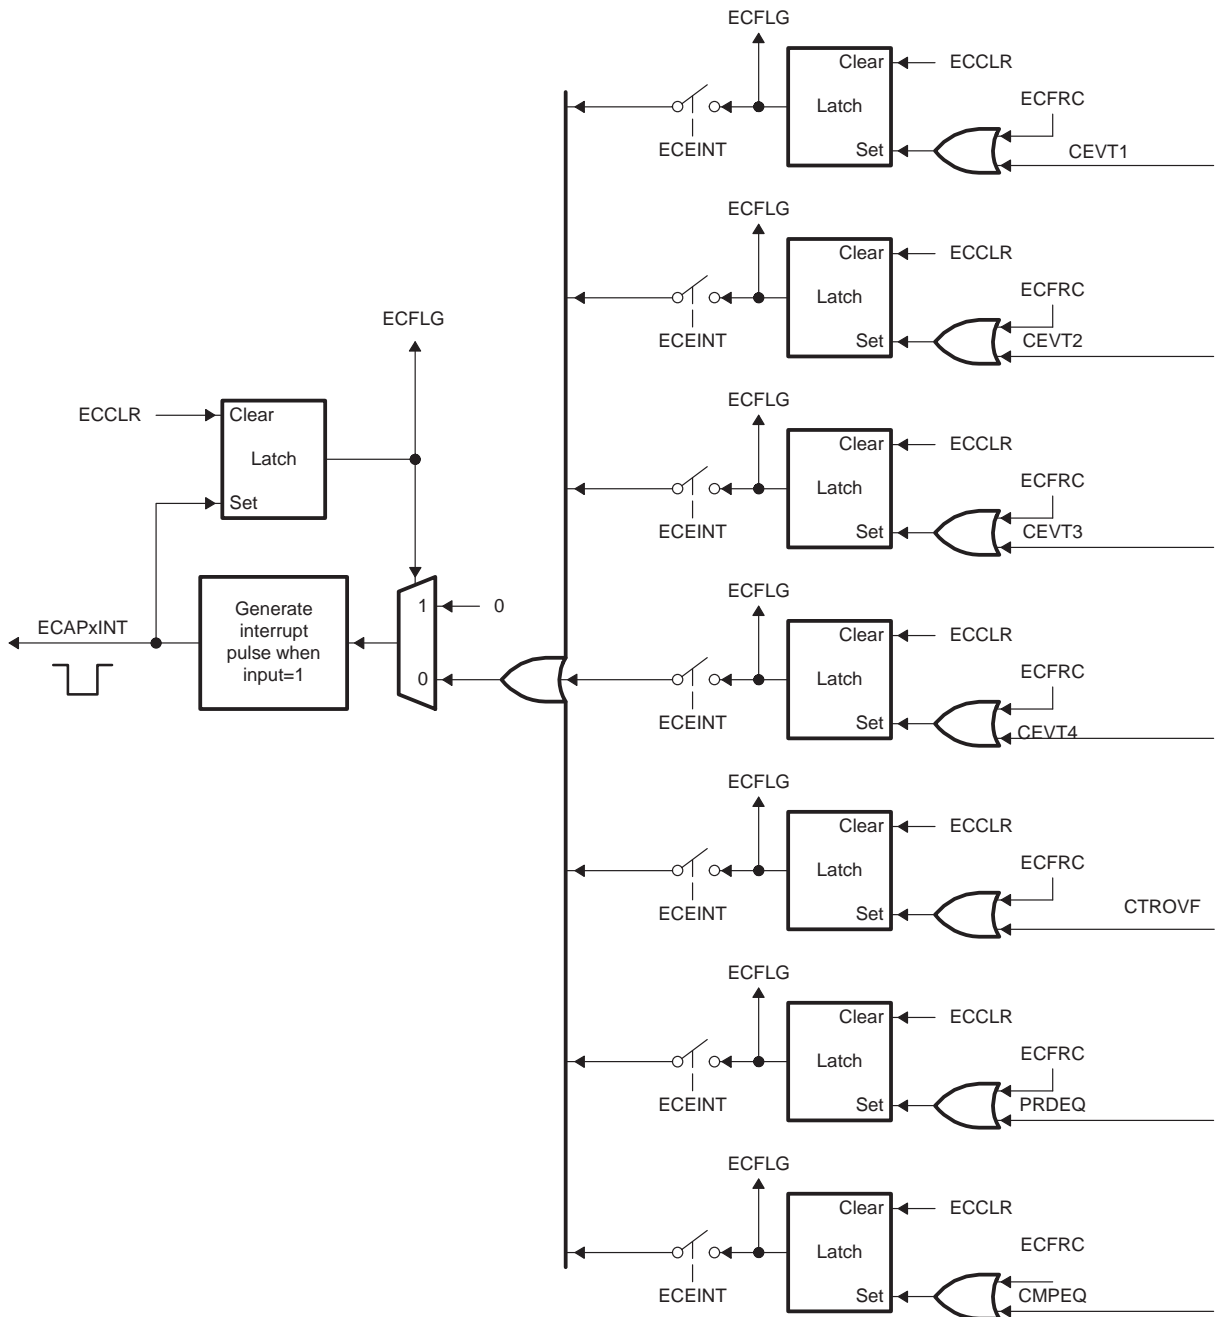 ECFLG
Clear
ECCLR
Latch
ECFRC
Set
ECEINT
CEVT1
ECFLG
Clear
ECCLR
Latch
ECFRC
Set
ECEINT
CEVT2
ECFLG
Clear
ECCLR
Latch
ECFRC
Set
ECEINT
CEVT3
ECFLG
ECCLR
Clear
Latch
Set
ECAPxINT
Generate
interrupt
pulse when
input=1
1
0
0
ECFLG
Clear
ECCLR
Latch
ECFRC
Set
ECEINT
CEVT4
ECFLG
Clear
ECCLR
Latch
ECFRC
Set
ECEINT
CTROVF
ECFLG
Clear
ECCLR
Latch
ECFRC
Set
ECEINT
PRDEQ
ECFLG
Clear
ECCLR
Latch
ECFRC
Set
ECEINT
CMPEQ